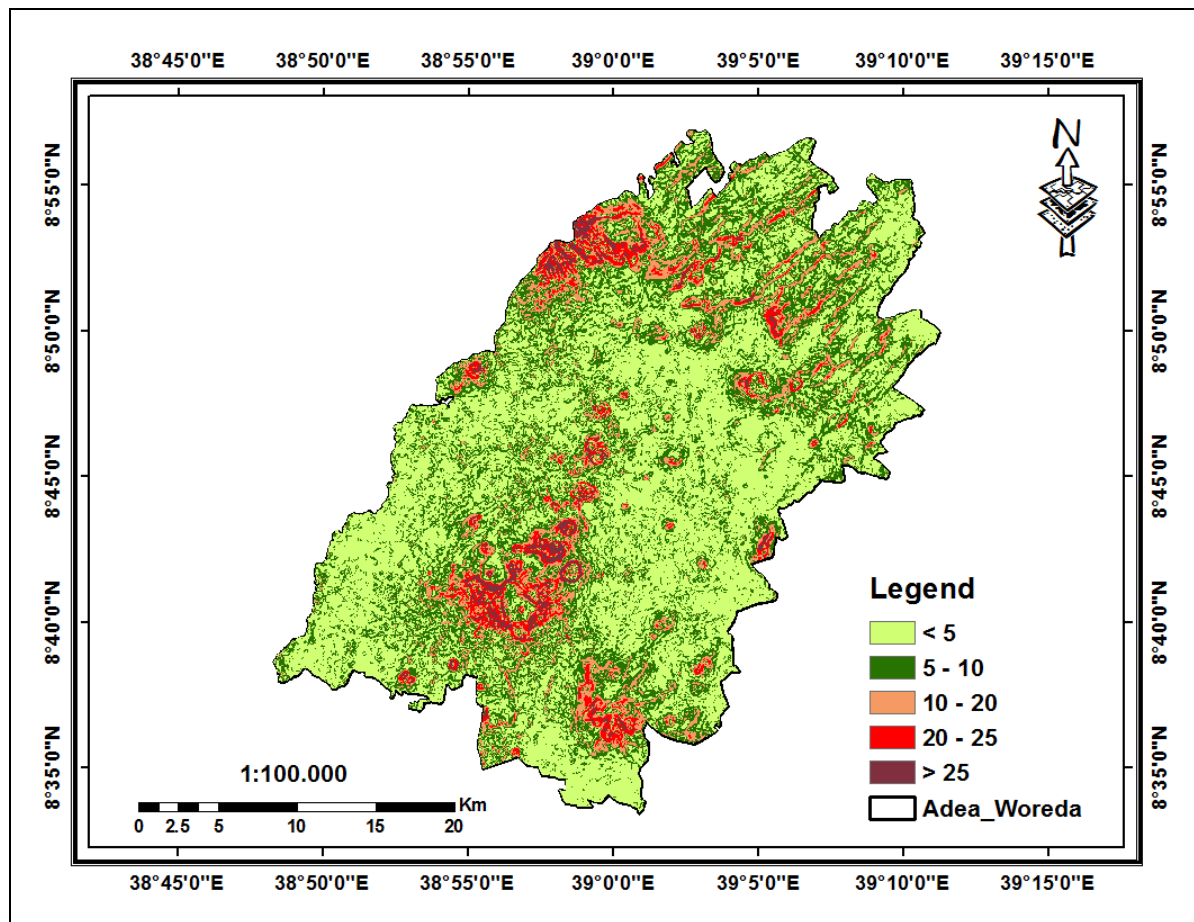 38°45'0"E 38°50'0"E 38°55'0"E 39°0'0"E 39°5'0"E 39°10'0"E 39°15'0"E
N
8°55'0"N 8°55'0"N
8°50'0"N 8°50'0"N
8°45'0"N 8°45'0"N
8°40'0"N 8°40'0"N
8°35'0"N 8°35'0"N
Legend
< 5
5 - 10
10 - 20
20 - 25
> 25
Adea_Woreda
1:100.000
Km
0 2.5 5 10 15 20
38°45'0"E 38°50'0"E 38°55'0"E 39°0'0"E 39°5'0"E 39°10'0"E 39°15'0"E